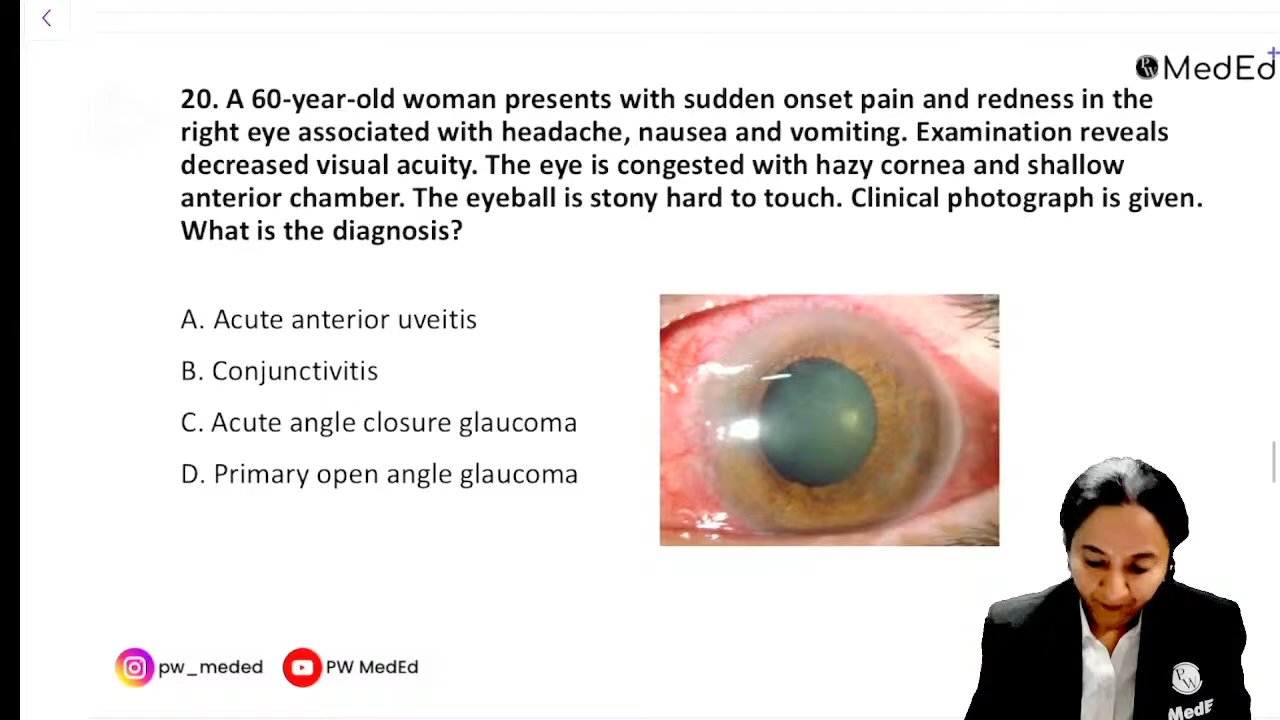 PW MedEd
20. A 60-year-old woman presents with sudden onset pain and redness in the
right eye associated with headache, nausea and vomiting. Examination reveals
decreased visual acuity. The eye is congested with hazy cornea and shallow
anterior chamber. The eyeball is stony hard to touch. Clinical photograph is given.
What is the diagnosis?
A. Acute anterior uveitis
B. Conjunctivitis
C. Acute angle closure glaucoma
D. Primary open angle glaucoma
pw_meded PW MedEd
PW
MedE